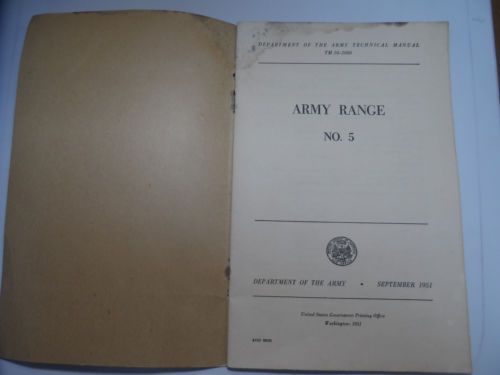 DEPARTMENT OF THE ARMY TECHNICAL MANUAL
ARMY RANGE
NO. 5
DEPARTMENT OF THE ARMY • SEPTEMBER 1951
United States Government Printing Office
Washington: 1951